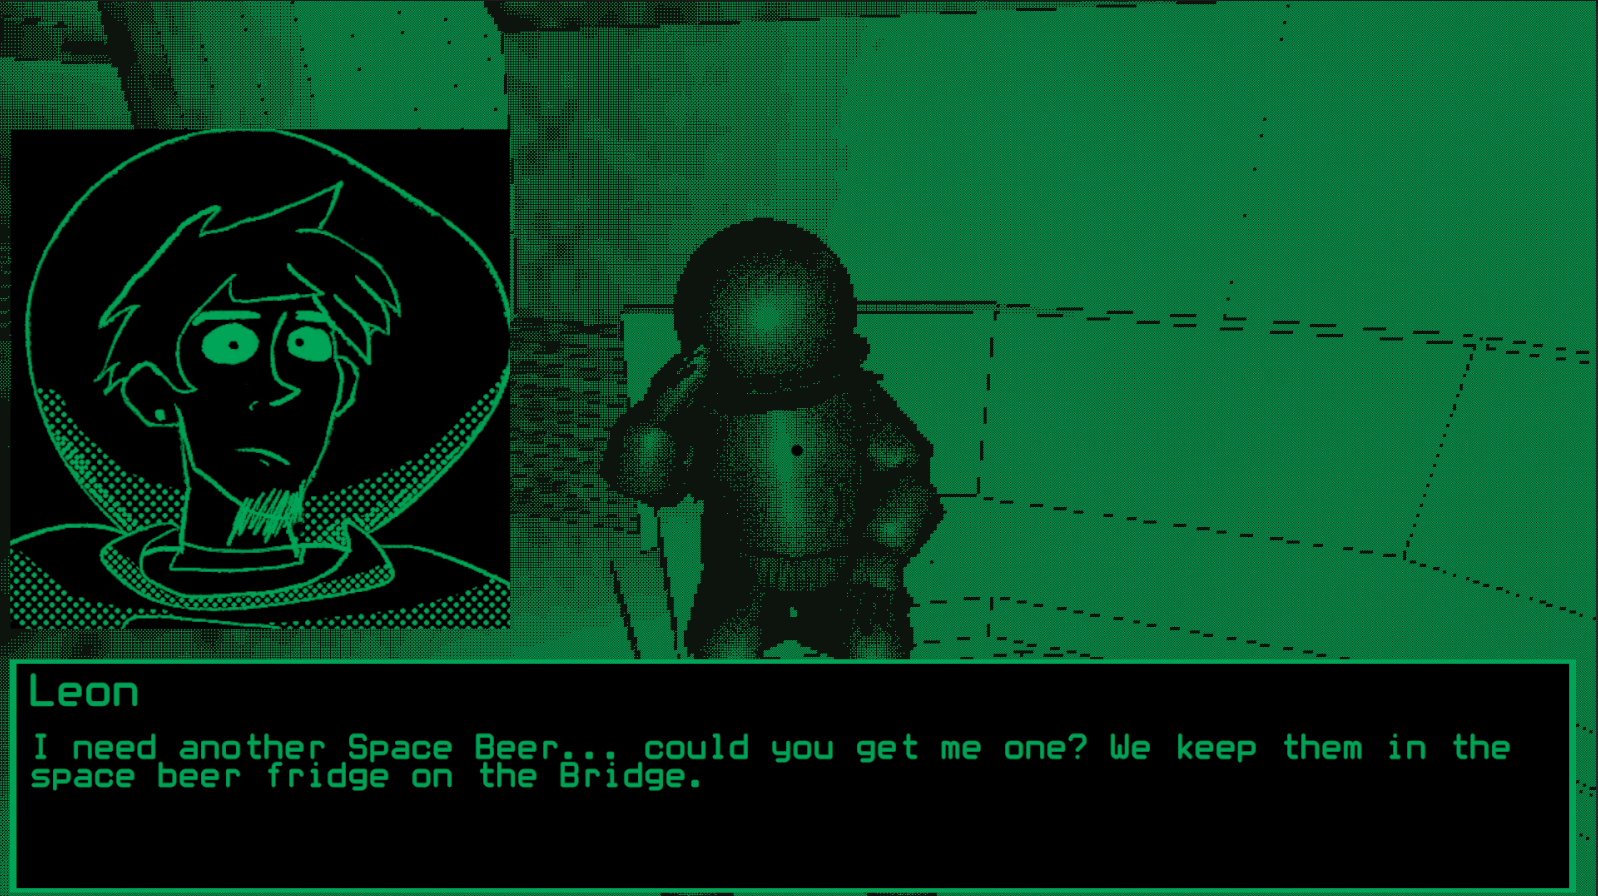 Leon
I need another Space Beer... could you get me one? We keep them in the
space beer fridge on the Bridge.